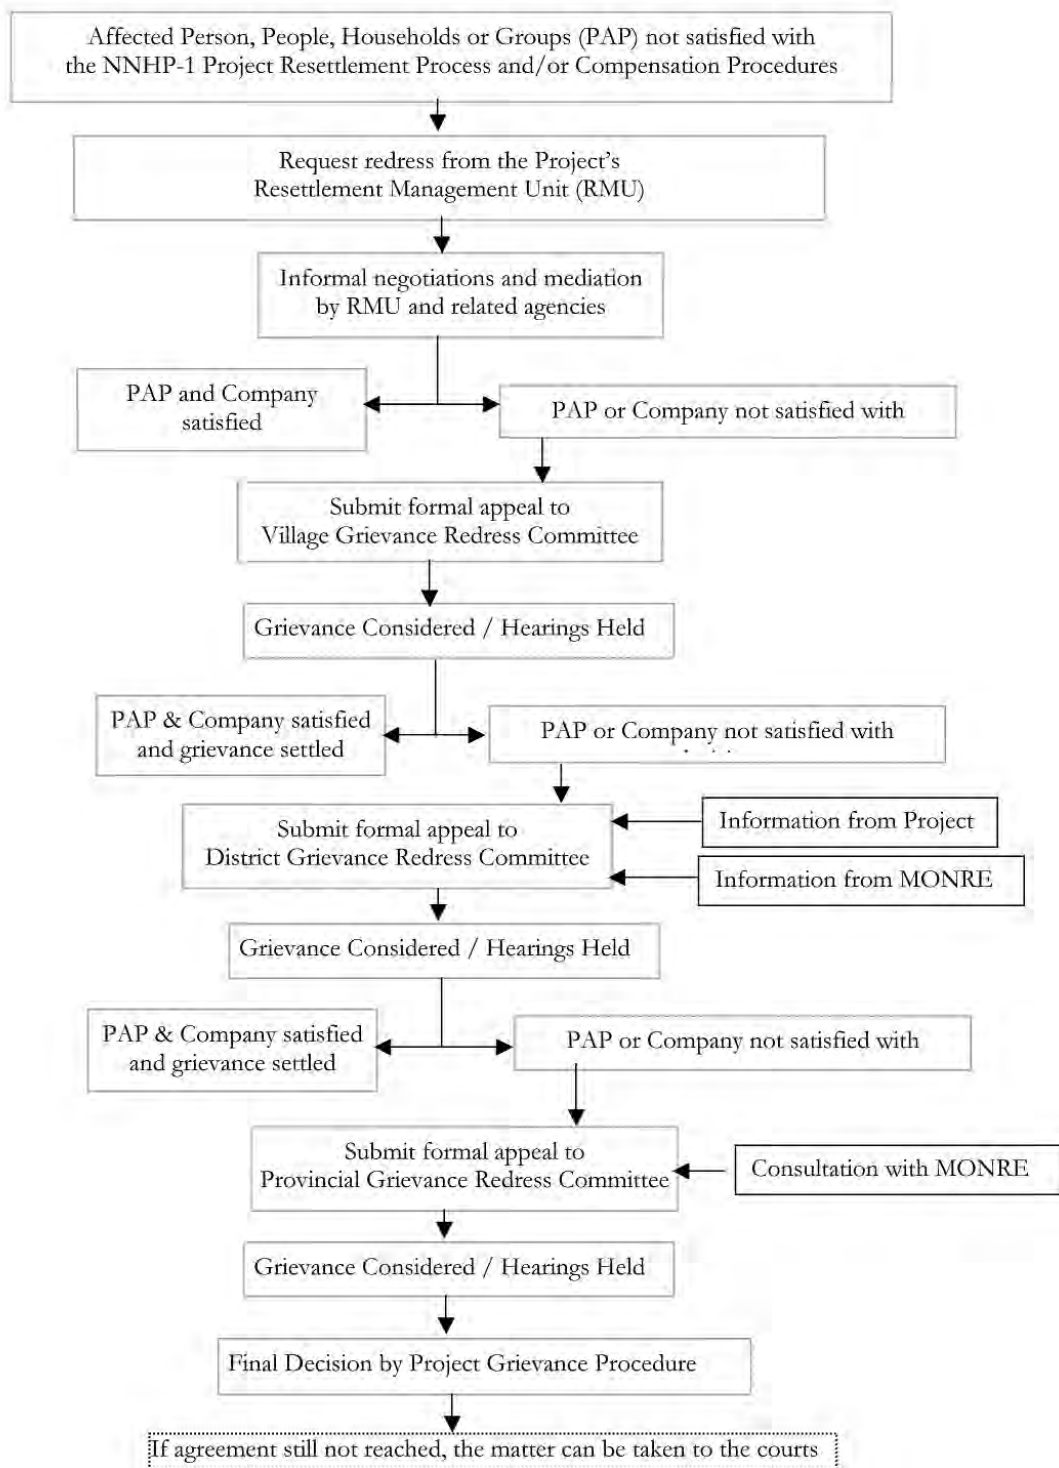 Affected Person, People, Households or Groups (PAP) not satisfied with
the NNHP-1 Project Resettlement Process and/or Compensation Procedures
Request redress from the Project's
Resettlement Management Unit (RMU)
Informal negotiations and mediation
by RMU and related agencies
PAP and Company
satisfied
PAP or Company not satisfied with
Submit formal appeal to
Village Grievance Redress Committee
Grievance Considered / Hearings Held
PAP & Company satisfied
and grievance settled
PAP or Company not satisfied with
Submit formal appeal to
District Grievance Redress Committee
Information from Project
Information from MONRE
Grievance Considered / Hearings Held
PAP & Company satisfied
and grievance settled
PAP or Company not satisfied with
Submit formal appeal to
Provincial Grievance Redress Committee
Consultation with MONRE
Grievance Considered / Hearings Held
Final Decision by Project Grievance Procedure
If agreement still not reached, the matter can be taken to the courts